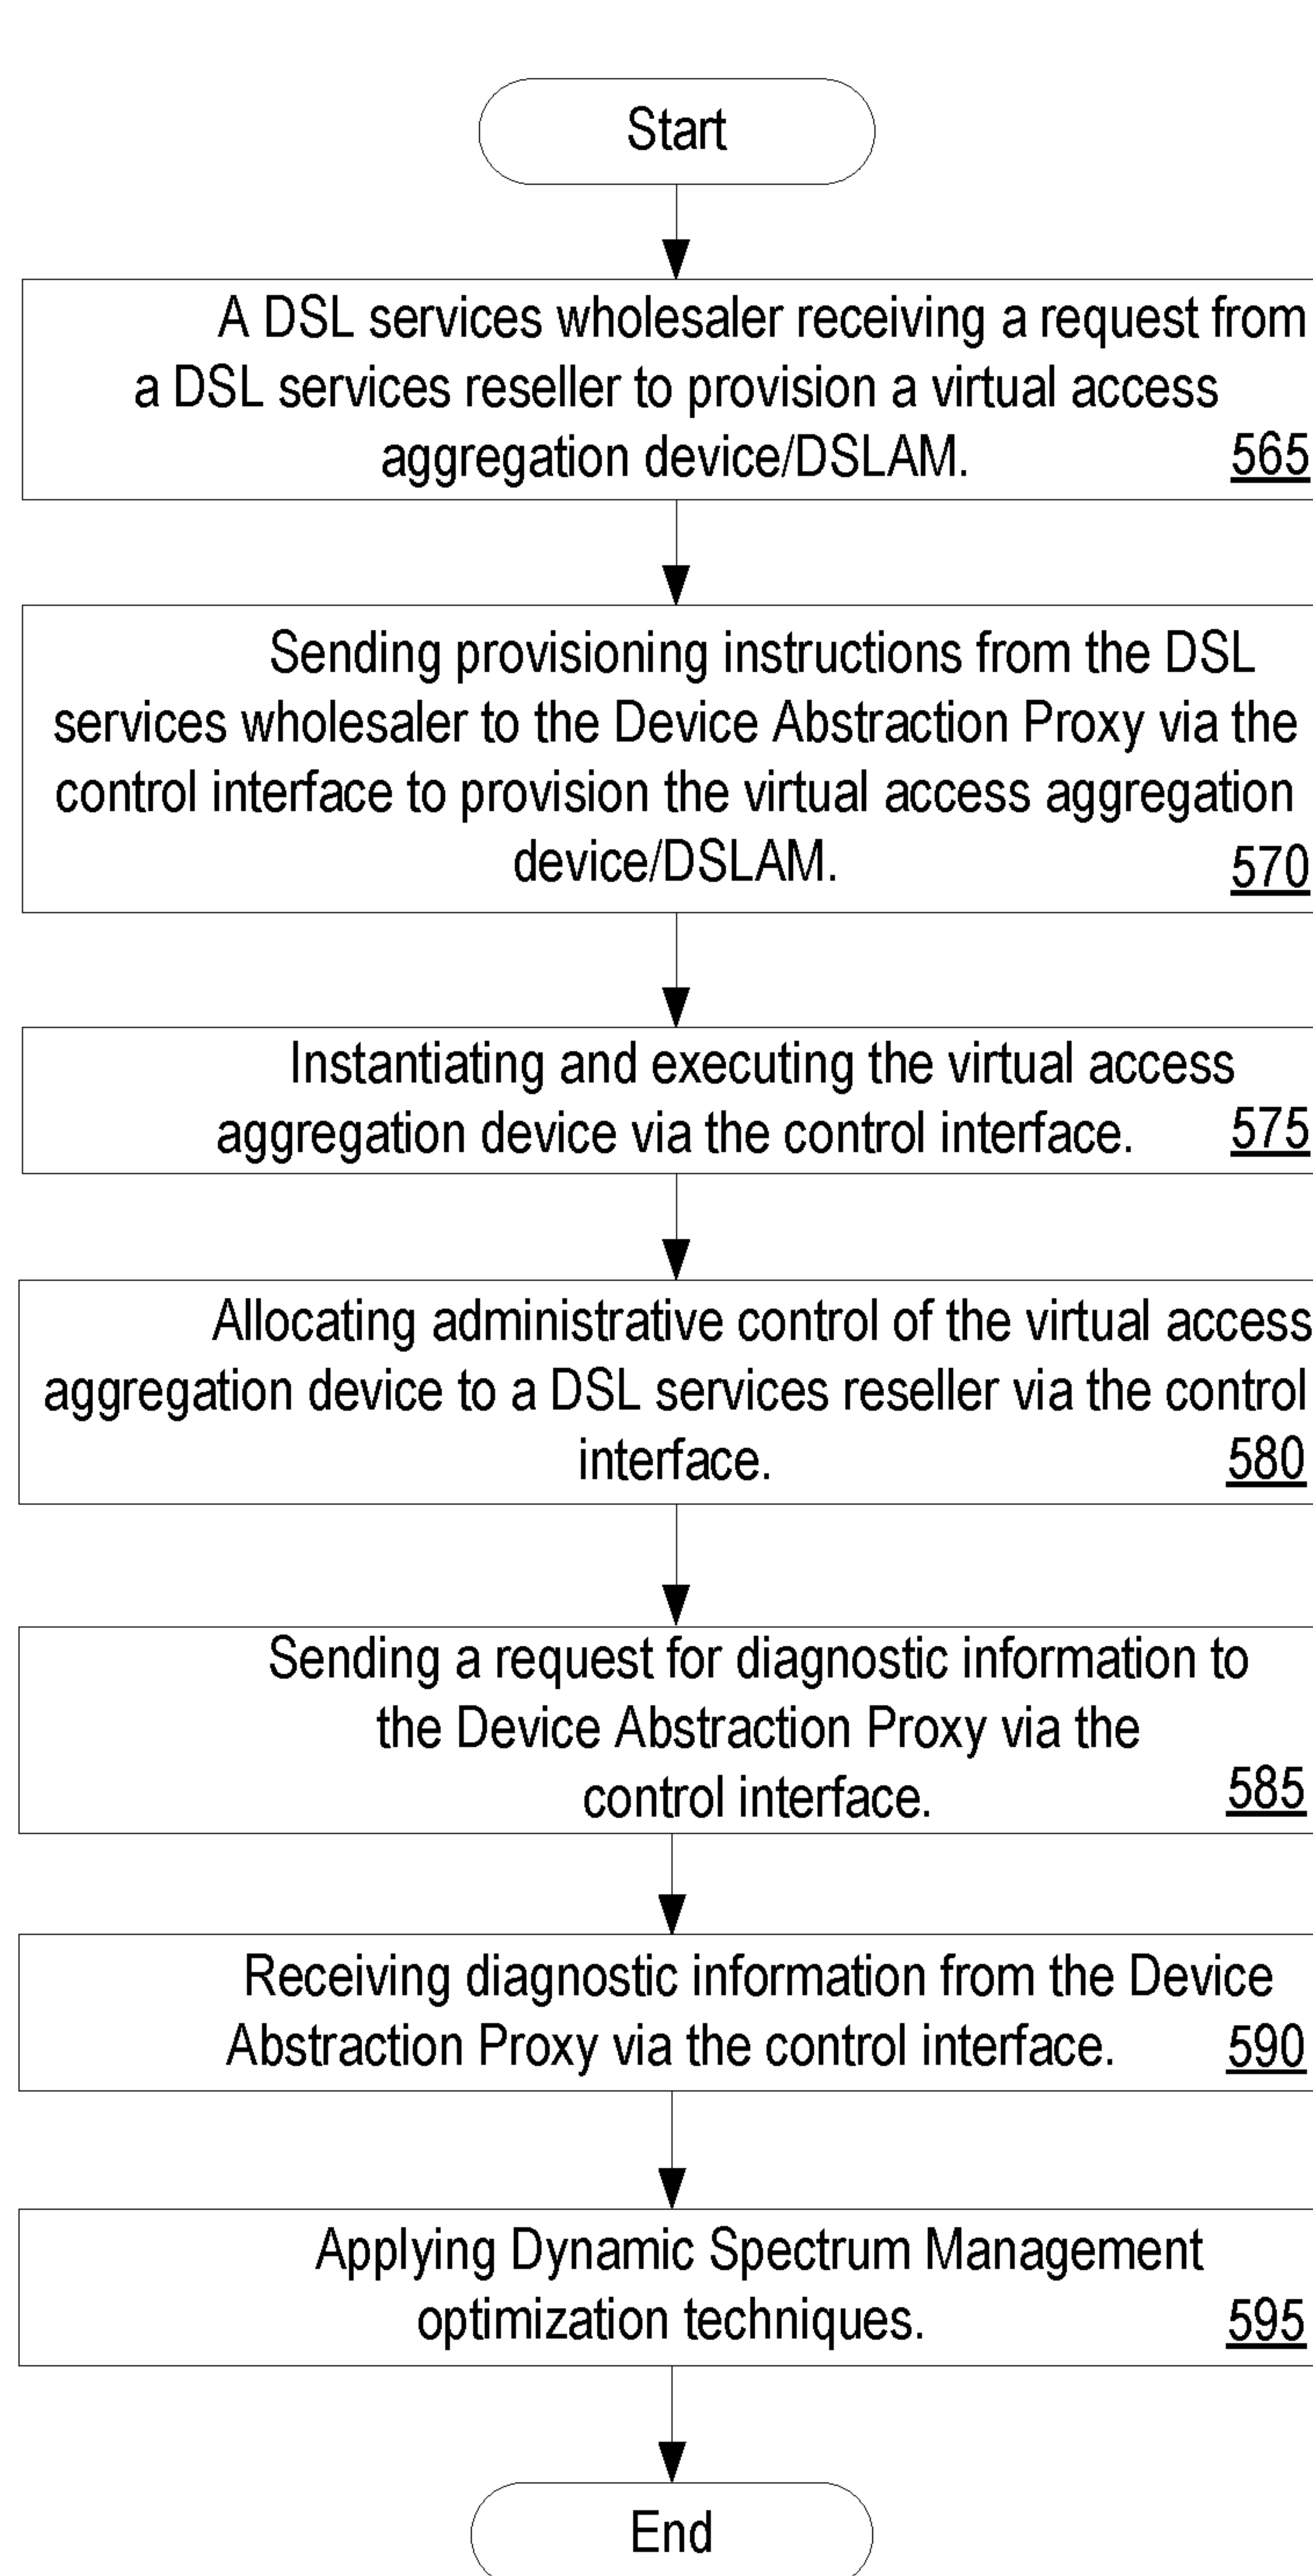 Start
A DSL services wholesaler receiving a request from
a DSL services reseller to provision a virtual access
aggregation device/DSLAM. 565
Sending provisioning instructions from the DSL
services wholesaler to the Device Abstraction Proxy via the
control interface to provision the virtual access aggregation
device/DSLAM. 570
Instantiating and executing the virtual access
aggregation device via the control interface. 575
Allocating administrative control of the virtual access
aggregation device to a DSL services reseller via the control
interface. 580
Sending a request for diagnostic information to
the Device Abstraction Proxy via the
control interface. 585
Receiving diagnostic information from the Device
Abstraction Proxy via the control interface. 590
Applying Dynamic Spectrum Management
optimization techniques. 595
End